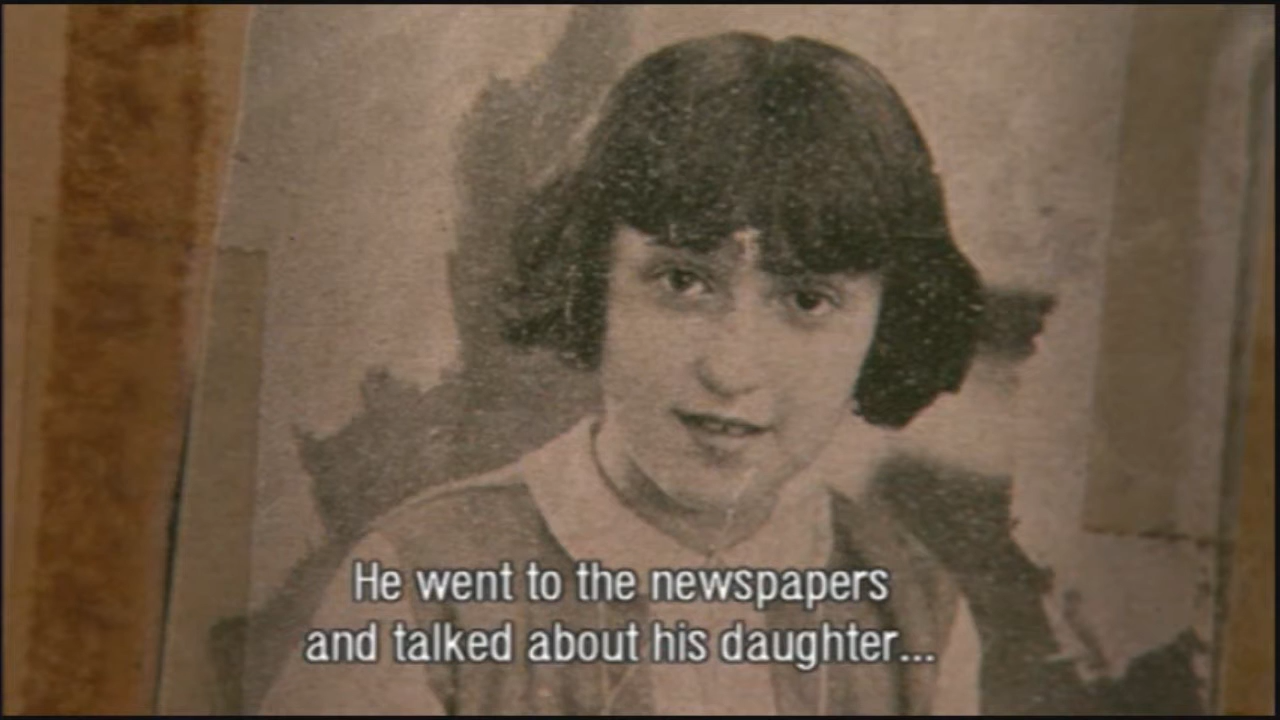 He went to the newspapers
and talked about his daughter...